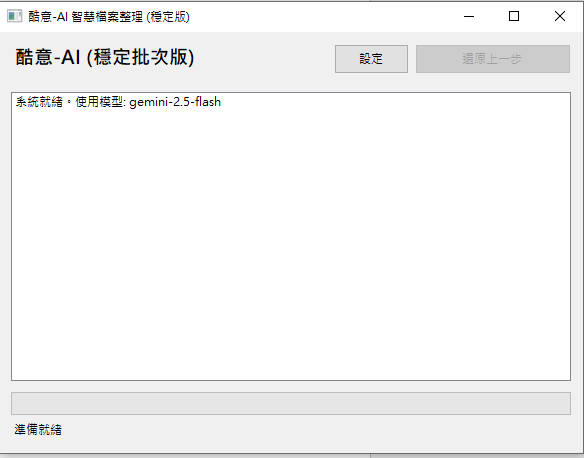 酷意-AI 智慧檔案整理 (穩定版)
酷意-AI (穩定批次版)
設定
還原上一步
系統就緒。使用模型: gemini-2.5-flash
準備就緒